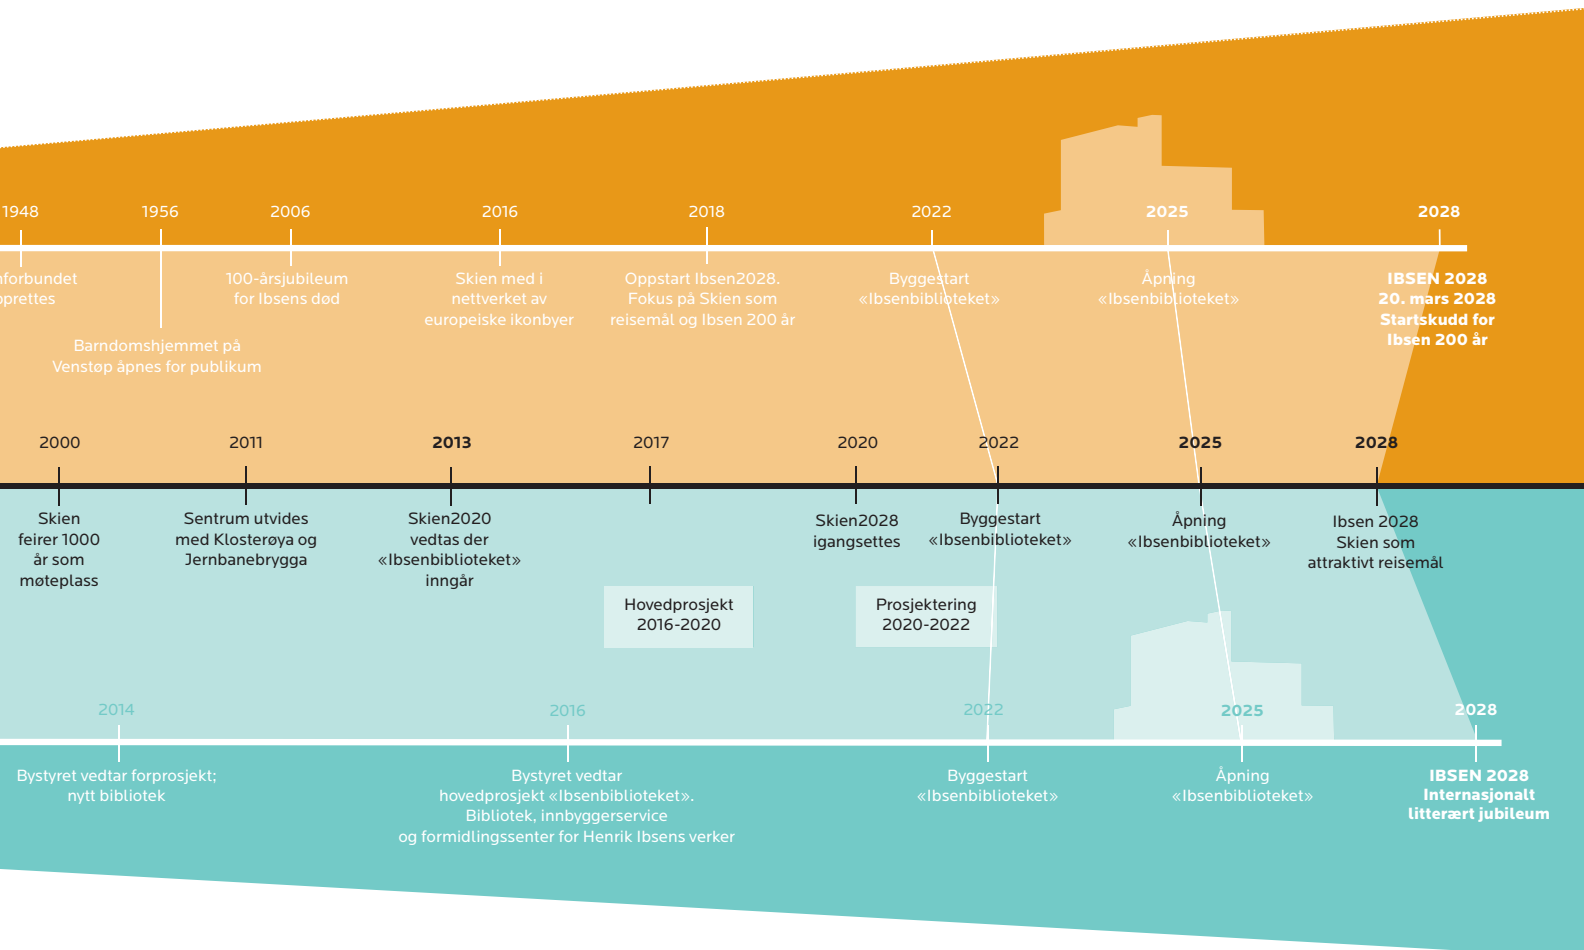 1948
1956
2006
2016
2018
2022
2025
2028
nforbundet
prettes
100-årsjubileum
for Ibsens død
Skien med i
nettverket av
europeiske ikonbyer
Oppstart Ibsen2028.
Fokus på Skien som
reisemål og Ibsen 200 år
Byggestart
«Ibsenbiblioteket»
Åpning
«Ibsenbiblioteket»
IBSEN 2028
20. mars 2028
Startskudd for
Ibsen 200 år
Barndomshjemmet på
Venstøp åpnes for publikum
2000
2011
2013
2017
2020
2022
2025
2028
Skien
feirer 1000
år som
møteplass
Sentrum utvides
med Klosterøya og
Jernbanebrygga
Skien2020
vedtas der
«Ibsenbiblioteket»
inngår
Skien2028
igangsettes
Byggestart
«Ibsenbiblioteket»
Åpning
«Ibsenbiblioteket»
Ibsen 2028
Skien som
attraktivt reisemål
Hovedprosjekt
2016-2020
Prosjektering
2020-2022
2014
2016
2022
2025
2028
Bystyret vedtar forprosjekt;
nytt bibliotek
Bystyret vedtar
hovedprosjekt «Ibsenbiblioteket».
Bibliotek, innbyggerservice
og formidlingssenter for Henrik Ibsens verker
Byggestart
«Ibsenbiblioteket»
Åpning
«Ibsenbiblioteket»
IBSEN 2028
Internasjonalt
litterært jubileum